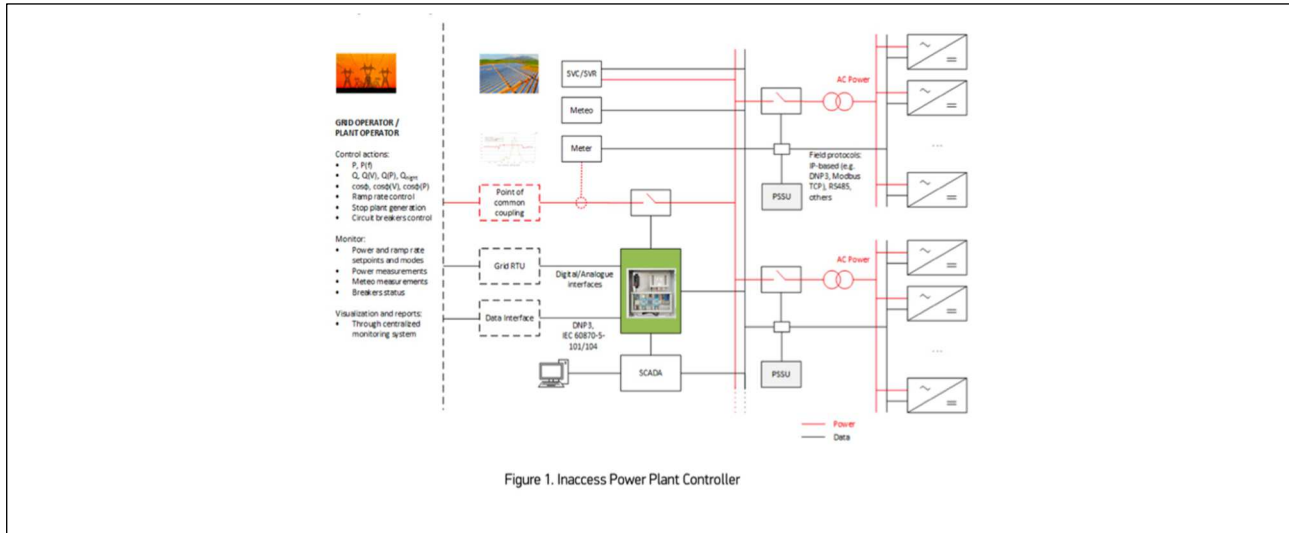 SVC/SVR
Meteo
Meter
GRID OPERATOR /
PLANT OPERATOR
Control actions:
• P, P(f)
• Q, Q(V), Q(P), Qnight
• cosϕ, cosϕ(V), cosϕ(P)
• Ramp rate control
• Stop plant generation
• Circuit breakers control
Monitor:
• Power and ramp rate
setpoints and modes
• Power measurements
• Meteo measurements
• Breakers status
Visualization and reports:
• Through centralized
monitoring system
Point of
common
coupling
Grid RTU
Data Interface
Digital/Analogue
interfaces
DNP3,
IEC 60870-5-
101/104
SCADA
AC Power
Field protocols:
IP-based (e.g.
DNP3, Modbus
TCP), RS485,
others
PSSU
...
AC Power
PSSU
...
Power
Data
Figure 1. Inaccess Power Plant Controller